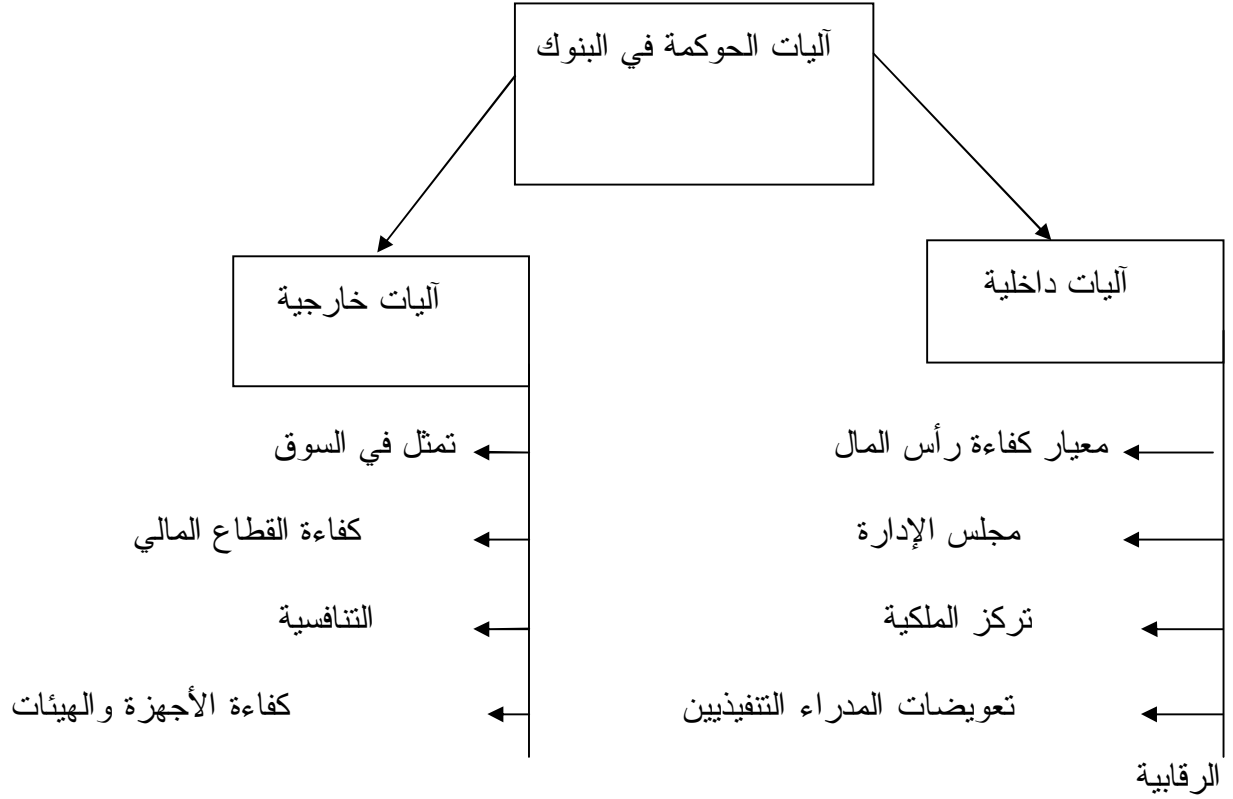 آليات الحوكمة في البنوك
آليات داخلية
آليات خارجية
معيار كفاءة رأس المال
تمثل في السوق
مجلس الإدارة
كفاءة القطاع المالي
تركز الملكية
التنافسية
تعويضات المدراء التنفيذيين
كفاءة الأجهزة والهيئات
الرقابية